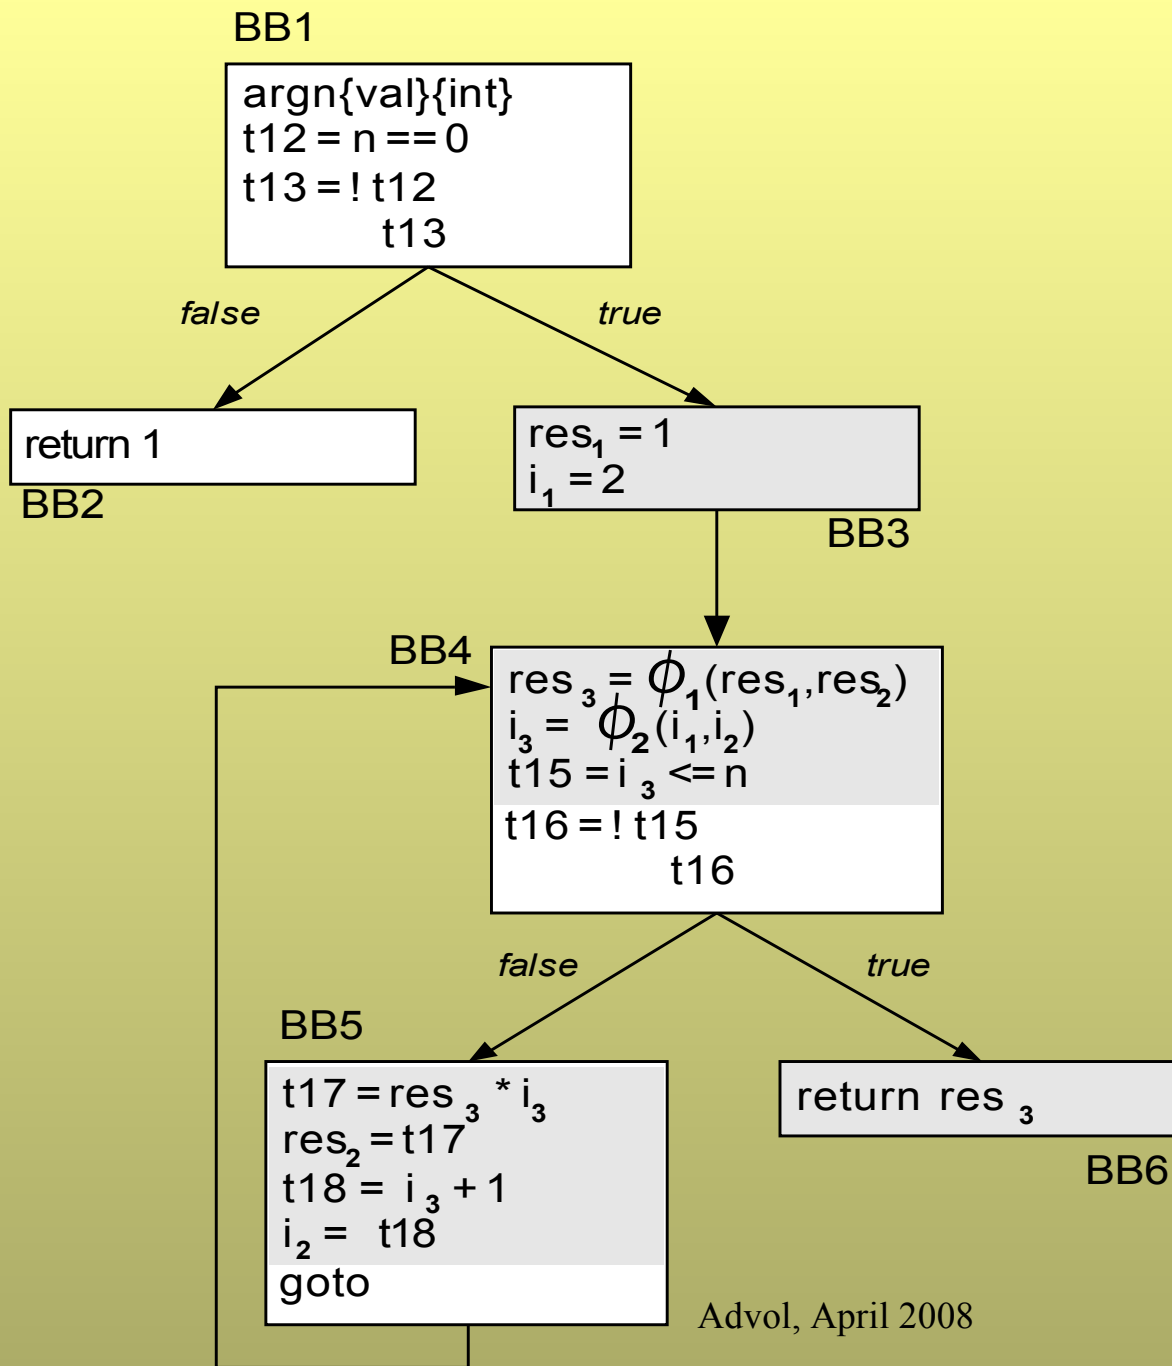 BB1
argn{val}{int}
t12 = n == 0
t13 = ! t12
t13
false
true
return 1
BB2
res₁ = 1
i₁ = 2
BB3
BB4
res₃ = ϕ₁(res₁,res₂)
i₃ = ϕ₂(i₁,i₂)
t15 = i₃ <= n
t16 = ! t15
t16
false
true
BB5
t17 = res₃ * i₃
res₂ = t17
t18 = i₃ + 1
i₂ = t18
goto
return res₃
BB6
Advol, April 2008